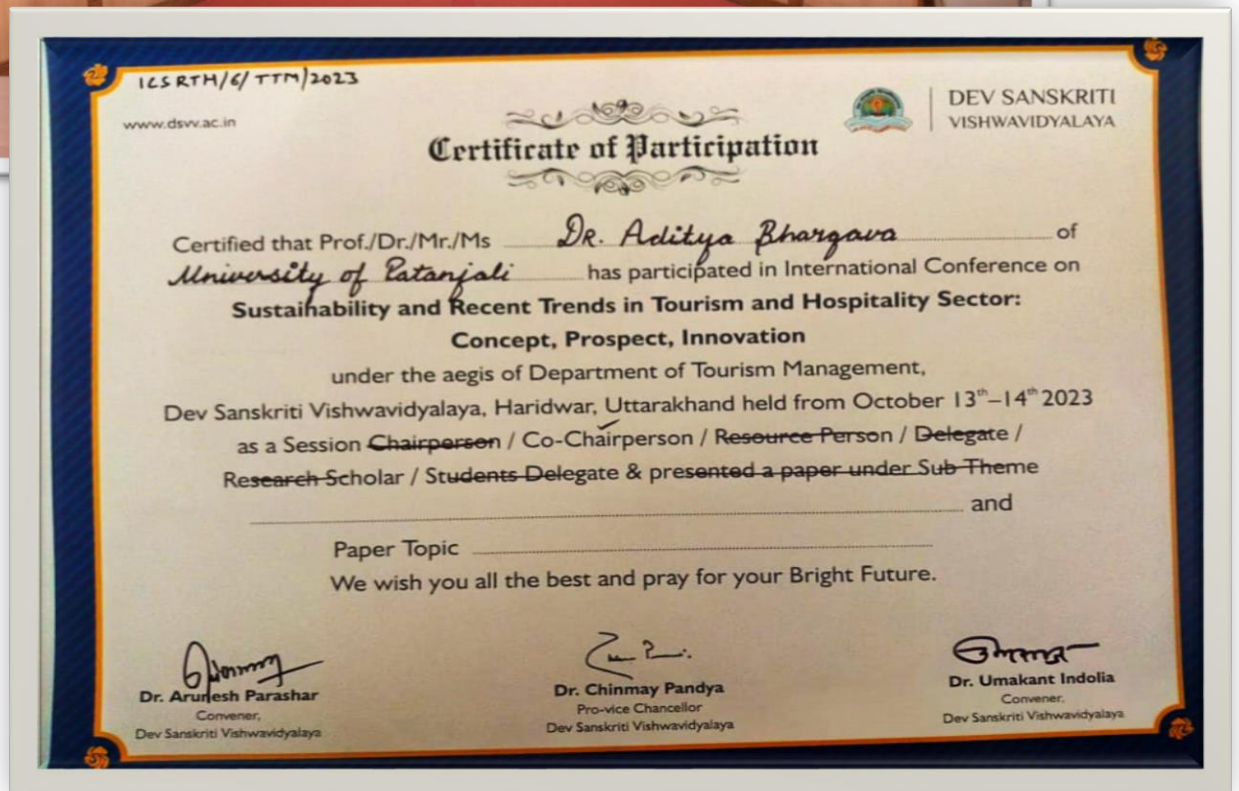 ICSRTM/6/TTM/2023
www.dsvv.ac.in
DEV SANSKRITI
VISHWAVIDYALAYA
Certificate of Participation
Certified that Prof./Dr./Mr./Ms DR. Aditya Bhargava of
University of Patanjali has participated in International Conference on
Sustainability and Recent Trends in Tourism and Hospitality Sector:
Concept, Prospect, Innovation
under the aegis of Department of Tourism Management,
Dev Sanskriti Vishwavidyalaya, Haridwar, Uttarakhand held from October 13th–14th 2023
as a Session Chairperson / Co-Chairperson / Resource Person / Delegate /
Research Scholar / Students Delegate & presented a paper under Sub Theme
and
Paper Topic
We wish you all the best and pray for your Bright Future.
Dr. Arunesh Parashar
Convener,
Dev Sanskriti Vishwavidyalaya
Dr. Chinmay Pandya
Pro-vice Chancellor
Dev Sanskriti Vishwavidyalaya
Dr. Umakant Indolia
Convener,
Dev Sanskriti Vishwavidyalaya